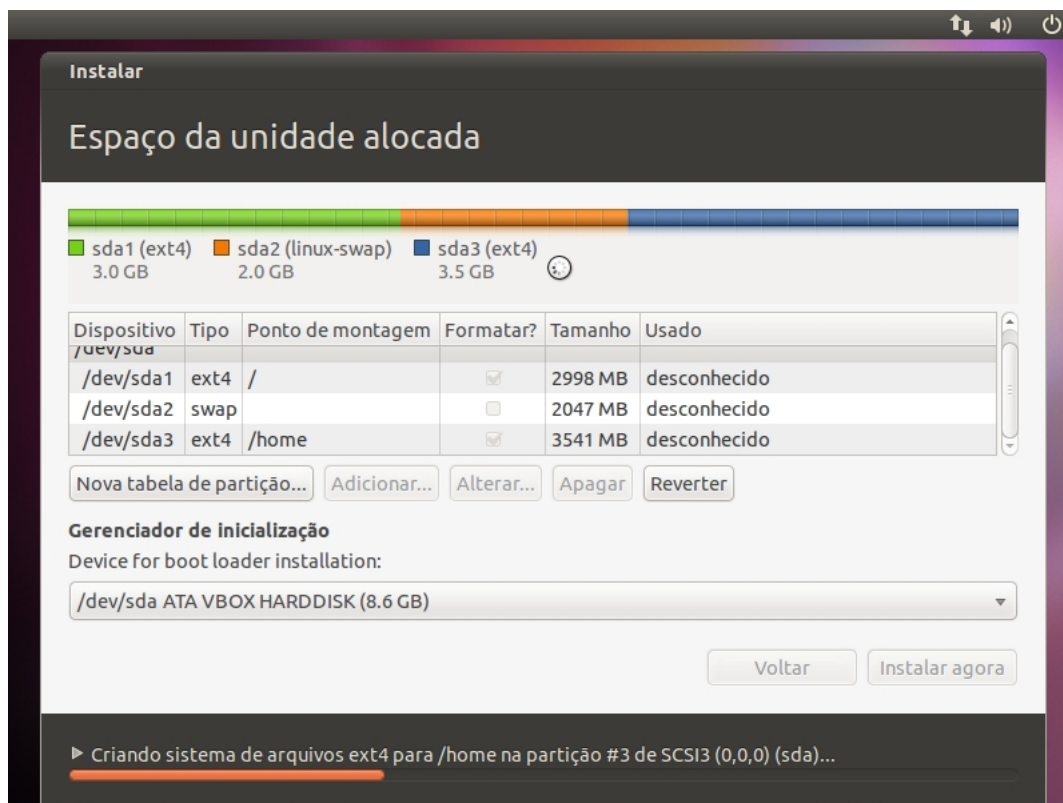 Instalar
Espaço da unidade alocada
sda1 (ext4) sda2 (linux-swap) sda3 (ext4)
3.0 GB 2.0 GB 3.5 GB
Dispositivo Tipo Ponto de montagem Formatar? Tamanho Usado
/dev/sda
/dev/sda1 ext4 / 2998 MB desconhecido
/dev/sda2 swap 2047 MB desconhecido
/dev/sda3 ext4 /home 3541 MB desconhecido
Nova tabela de partição... Adicionar... Alterar... Apagar Reverter
Gerenciador de inicialização
Device for boot loader installation:
/dev/sda ATA VBOX HARDDISK (8.6 GB)
Voltar Instalar agora
Criando sistema de arquivos ext4 para /home na partição #3 de SCSI3 (0,0,0) (sda)...